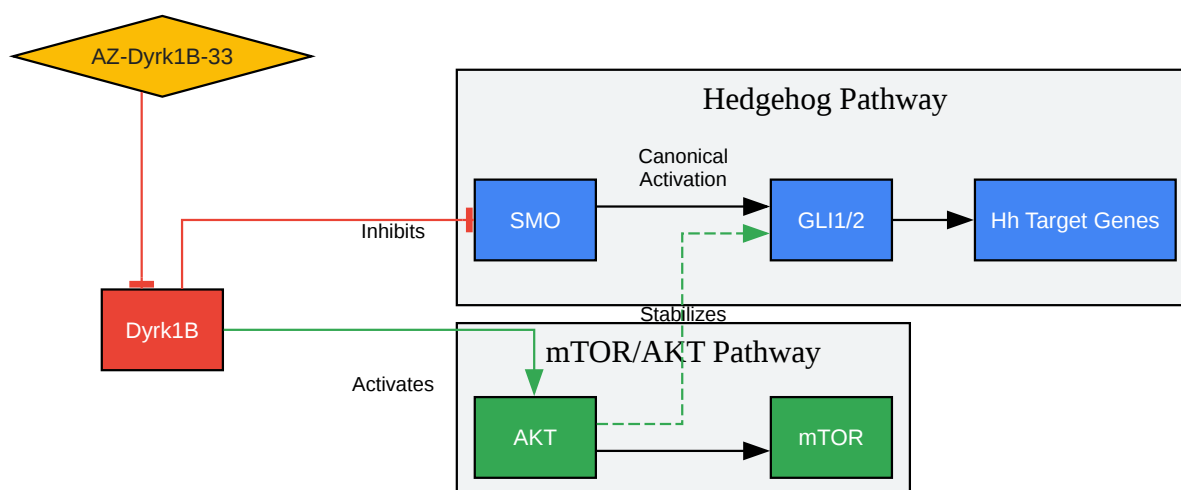 AZ-Dyrk1B-33
Hedgehog Pathway
Canonical
Activation
SMO
GLI1/2
Hh Target Genes
Inhibits
Stabilizes
Dyrk1B
mTOR/AKT Pathway
Activates
AKT
mTOR